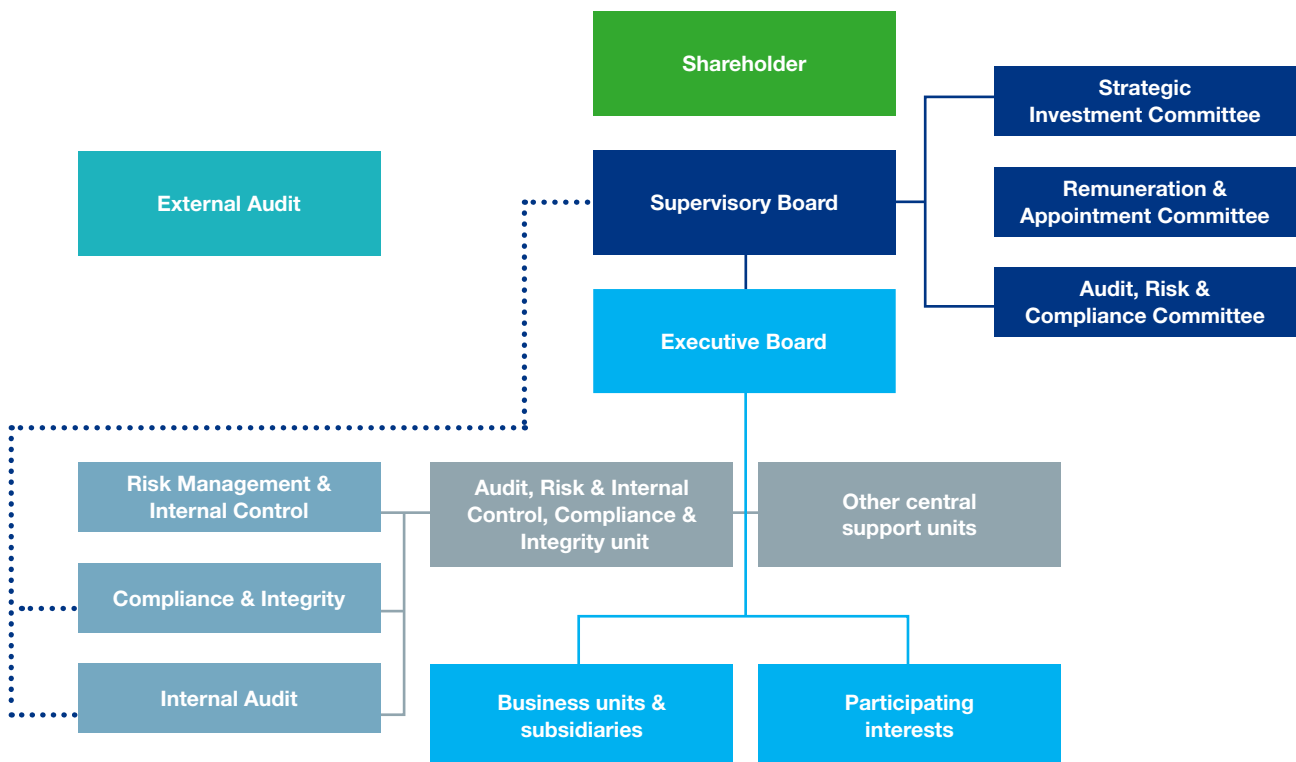 Shareholder
Strategic
Investment Committee
External Audit
Supervisory Board
Remuneration &
Appointment Committee
Audit, Risk &
Compliance Committee
Executive Board
Risk Management &
Internal Control
Audit, Risk & Internal
Control, Compliance &
Integrity unit
Other central
support units
Compliance & Integrity
Internal Audit
Business units &
subsidiaries
Participating
interests